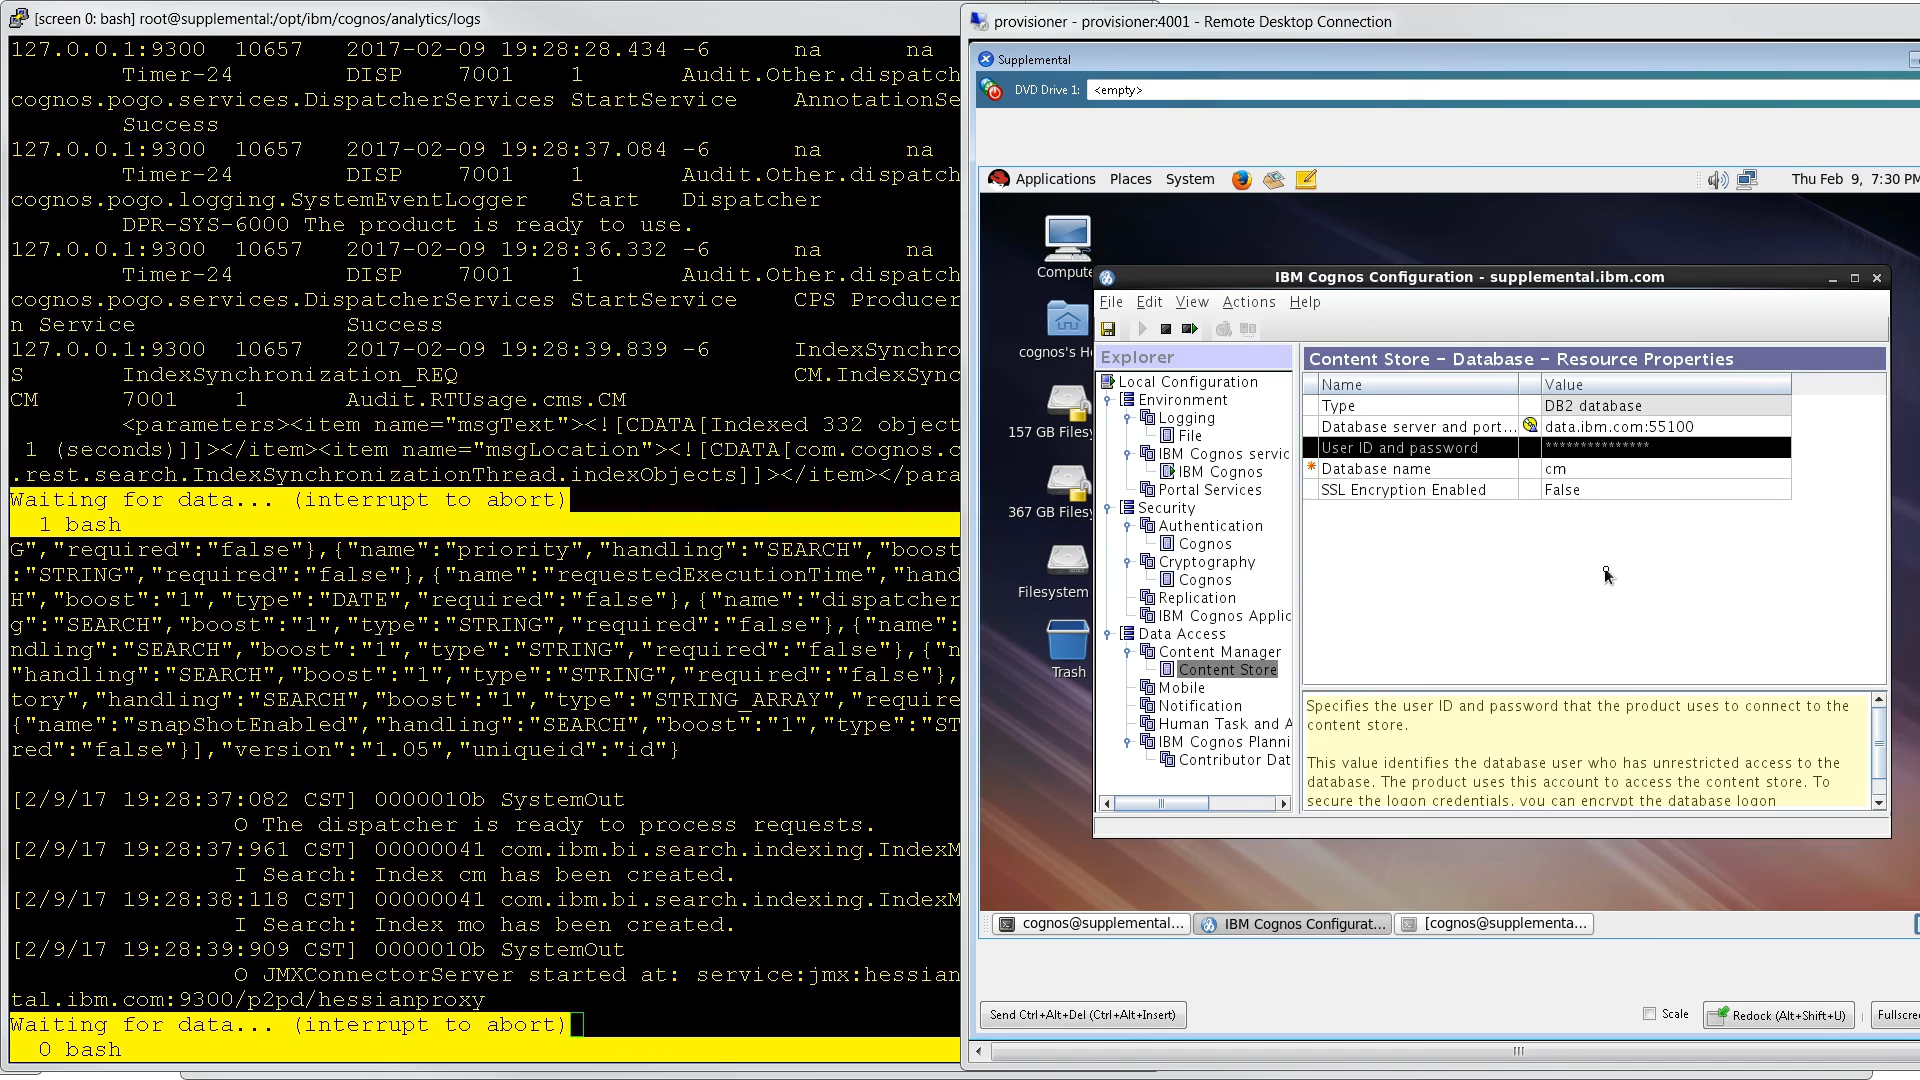 [screen 0: bash] root@supplemental:/opt/ibm/cognos/analytics/logs
127.0.0.1:9300 10657 2017-02-09 19:28:28.434 -6 na na
Timer-24 DISP 7001 1 Audit.Other.dispatch
cognos.pogo.services.DispatcherServices StartService AnnotationSe
Success
127.0.0.1:9300 10657 2017-02-09 19:28:37.084 -6 na na
Timer-24 DISP 7001 1 Audit.Other.dispatch
cognos.pogo.logging.SystemEventLogger Start Dispatcher
DPR-SYS-6000 The product is ready to use.
127.0.0.1:9300 10657 2017-02-09 19:28:36.332 -6 na na
Timer-24 DISP 7001 1 Audit.Other.dispatch
cognos.pogo.services.DispatcherServices StartService CPS Producer
n Service Success
127.0.0.1:9300 10657 2017-02-09 19:28:39.839 -6 IndexSynchro
S IndexSynchronization_REQ CM.IndexSync
CM 7001 1 Audit.RTUsage.cms.CM
<parameters><item name="msgText"><![CDATA[Indexed 332 object
1 (seconds)]]></item><item name="msgLocation"><![CDATA[com.cognos.c
.rest.search.IndexSynchronizationThread.indexObjects]]></item></para
Waiting for data... (interrupt to abort)
1 bash
G","required":"false"},{"name":"priority","handling":"SEARCH","boost
:"STRING","required":"false"},{"name":"requestedExecutionTime","hand
H","boost":"1","type":"DATE","required":"false"},{"name":"dispatcher
g":"SEARCH","boost":"1","type":"STRING","required":"false"},{"name":
ndling":"SEARCH","boost":"1","type":"STRING","required":"false"},{"n
"handling":"SEARCH","boost":"1","type":"STRING","required":"false"},
tory","handling":"SEARCH","boost":"1","type":"STRING_ARRAY","require
{"name":"snapShotEnabled","handling":"SEARCH","boost":"1","type":"ST
red":"false"}],"version":"1.05","uniqueid":"id"}
[2/9/17 19:28:37:082 CST] 0000010b SystemOut
O The dispatcher is ready to process requests.
[2/9/17 19:28:37:961 CST] 00000041 com.ibm.bi.search.indexing.IndexM
I Search: Index cm has been created.
[2/9/17 19:28:38:118 CST] 00000041 com.ibm.bi.search.indexing.IndexM
I Search: Index mo has been created.
[2/9/17 19:28:39:909 CST] 0000010b SystemOut
O JMXConnectorServer started at: service:jmx:hessian
tal.ibm.com:9300/p2pd/hessianproxy
Waiting for data... (interrupt to abort)
0 bash
provisioner - provisioner:4001 - Remote Desktop Connection
Supplemental
DVD Drive 1: <empty>
Applications Places System Thu Feb 9, 7:30 PM
Compute
cognos's H
157 GB Filesy
367 GB Filesy
Filesystem
Trash
IBM Cognos Configuration - supplemental.ibm.com
File Edit View Actions Help
Explorer
Local Configuration
Environment
Logging
File
IBM Cognos servic
IBM Cognos
Portal Services
Security
Authentication
Cognos
Cryptography
Cognos
Replication
IBM Cognos Applic
Data Access
Content Manager
Content Store
Mobile
Notification
Human Task and A
IBM Cognos Planni
Contributor Dat
Content Store - Database - Resource Properties
Name Value
Type DB2 database
Database server and port... data.ibm.com:55100
User ID and password ***************
* Database name cm
SSL Encryption Enabled False
Specifies the user ID and password that the product uses to connect to the
content store.
This value identifies the database user who has unrestricted access to the
database. The product uses this account to access the content store. To
secure the logon credentials, you can encrypt the database logon
cognos@supplemental... IBM Cognos Configurat... [cognos@supplementa...
Send Ctrl+Alt+Del (Ctrl+Alt+Insert) Scale Redock (Alt+Shift+U) Fullscre